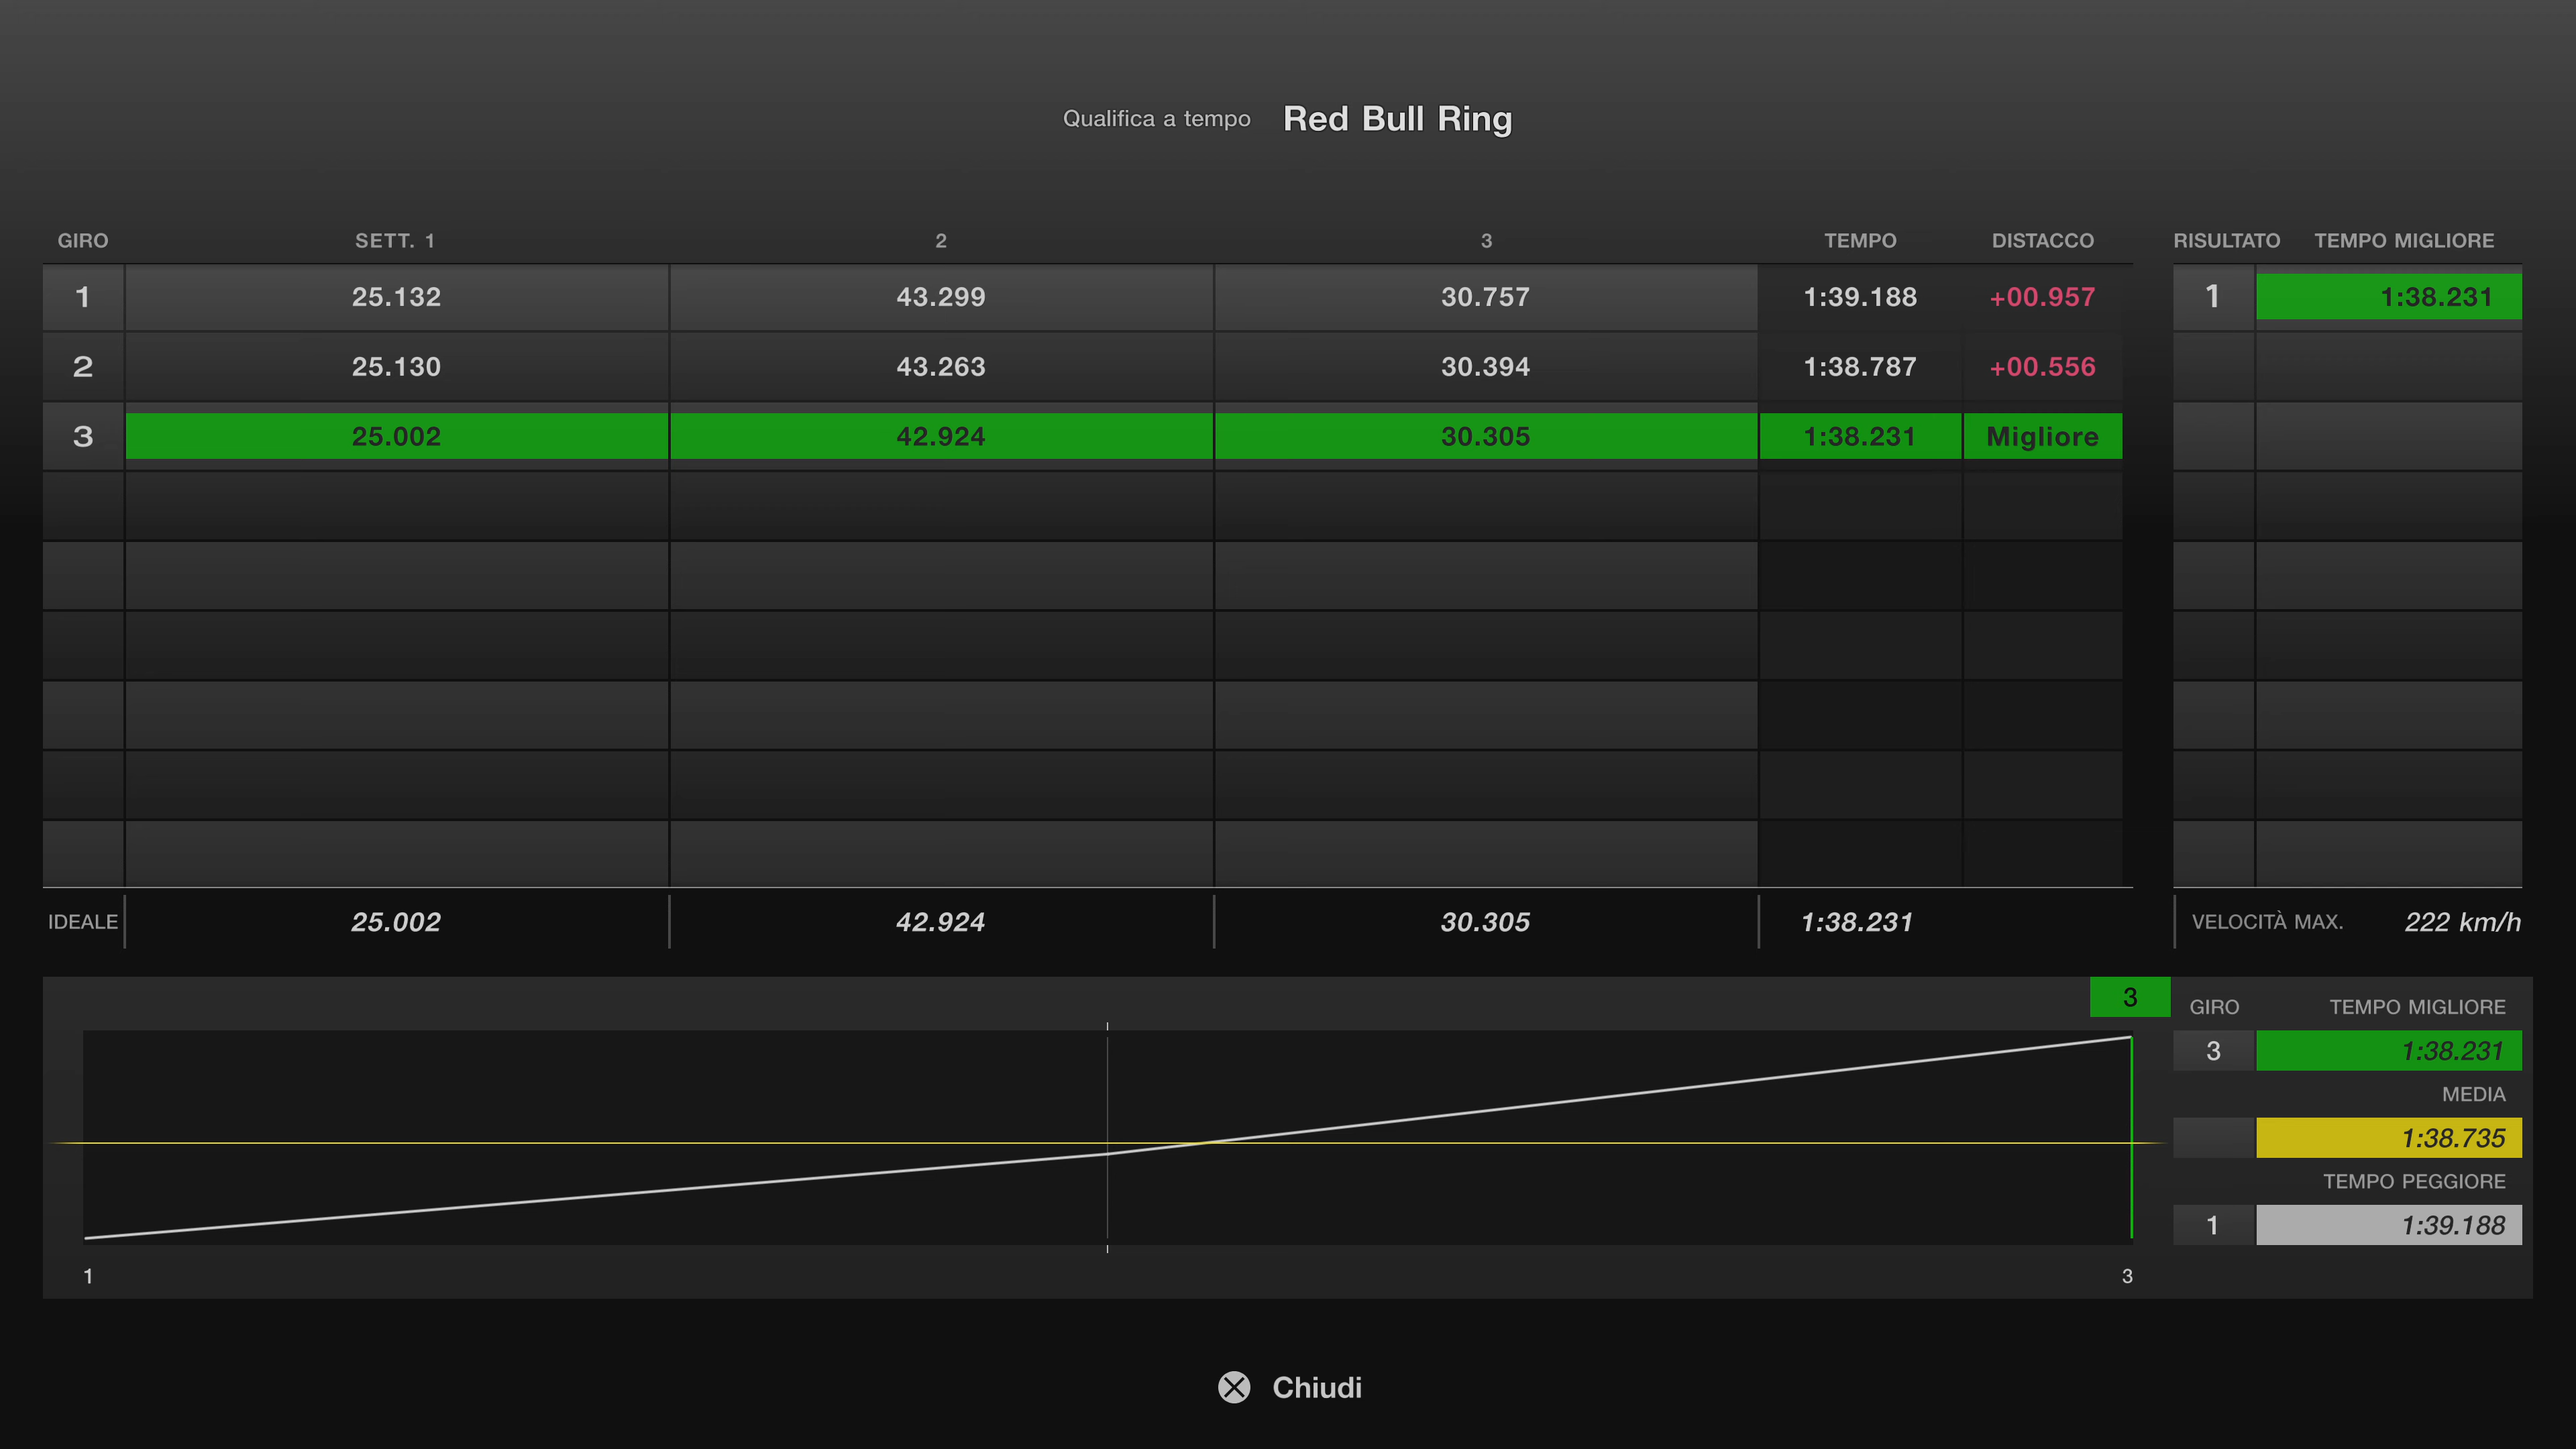 Qualifica a tempo Red Bull Ring
GIRO SETT. 1 2 3 TEMPO DISTACCO RISULTATO TEMPO MIGLIORE
1 25.132 43.299 30.757 1:39.188 +00.957 1 1:38.231
2 25.130 43.263 30.394 1:38.787 +00.556
3 25.002 42.924 30.305 1:38.231 Migliore
IDEALE 25.002 42.924 30.305 1:38.231 VELOCITÀ MAX. 222 km/h
3 GIRO TEMPO MIGLIORE
3 1:38.231
MEDIA
1:38.735
TEMPO PEGGIORE
1 1:39.188
1 3
Chiudi